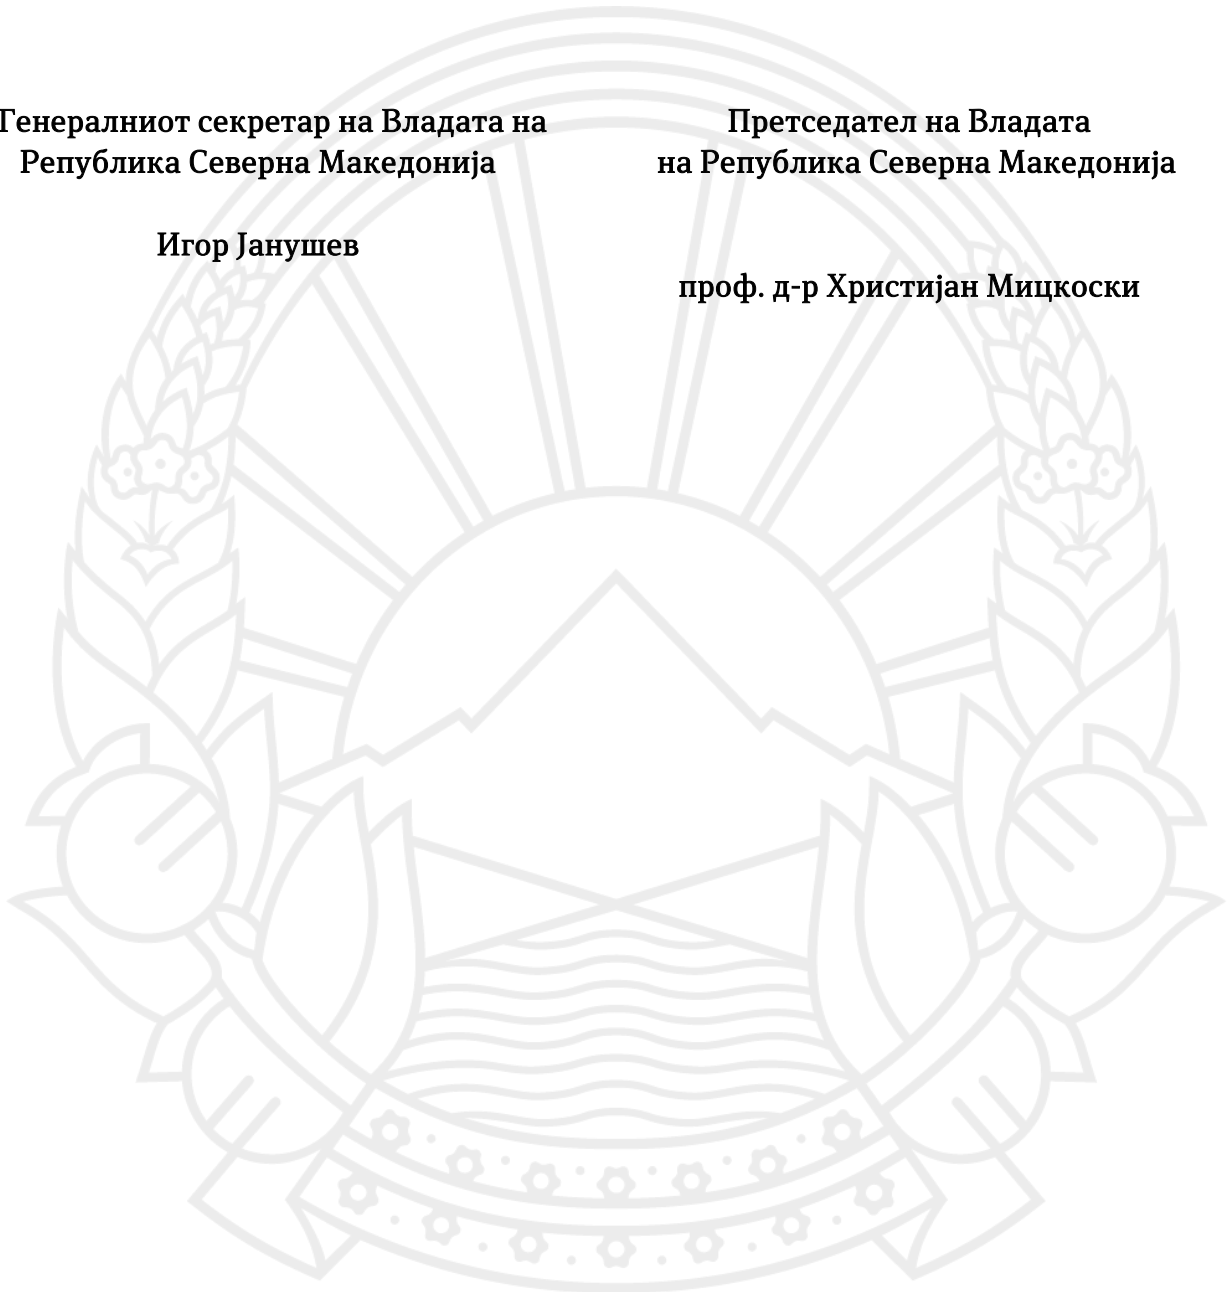 Генералниот секретар на Владата на
Република Северна Македонија
Игор Јанушев
Претседател на Владата
на Република Северна Македонија
проф. д-р Христијан Мицкоски